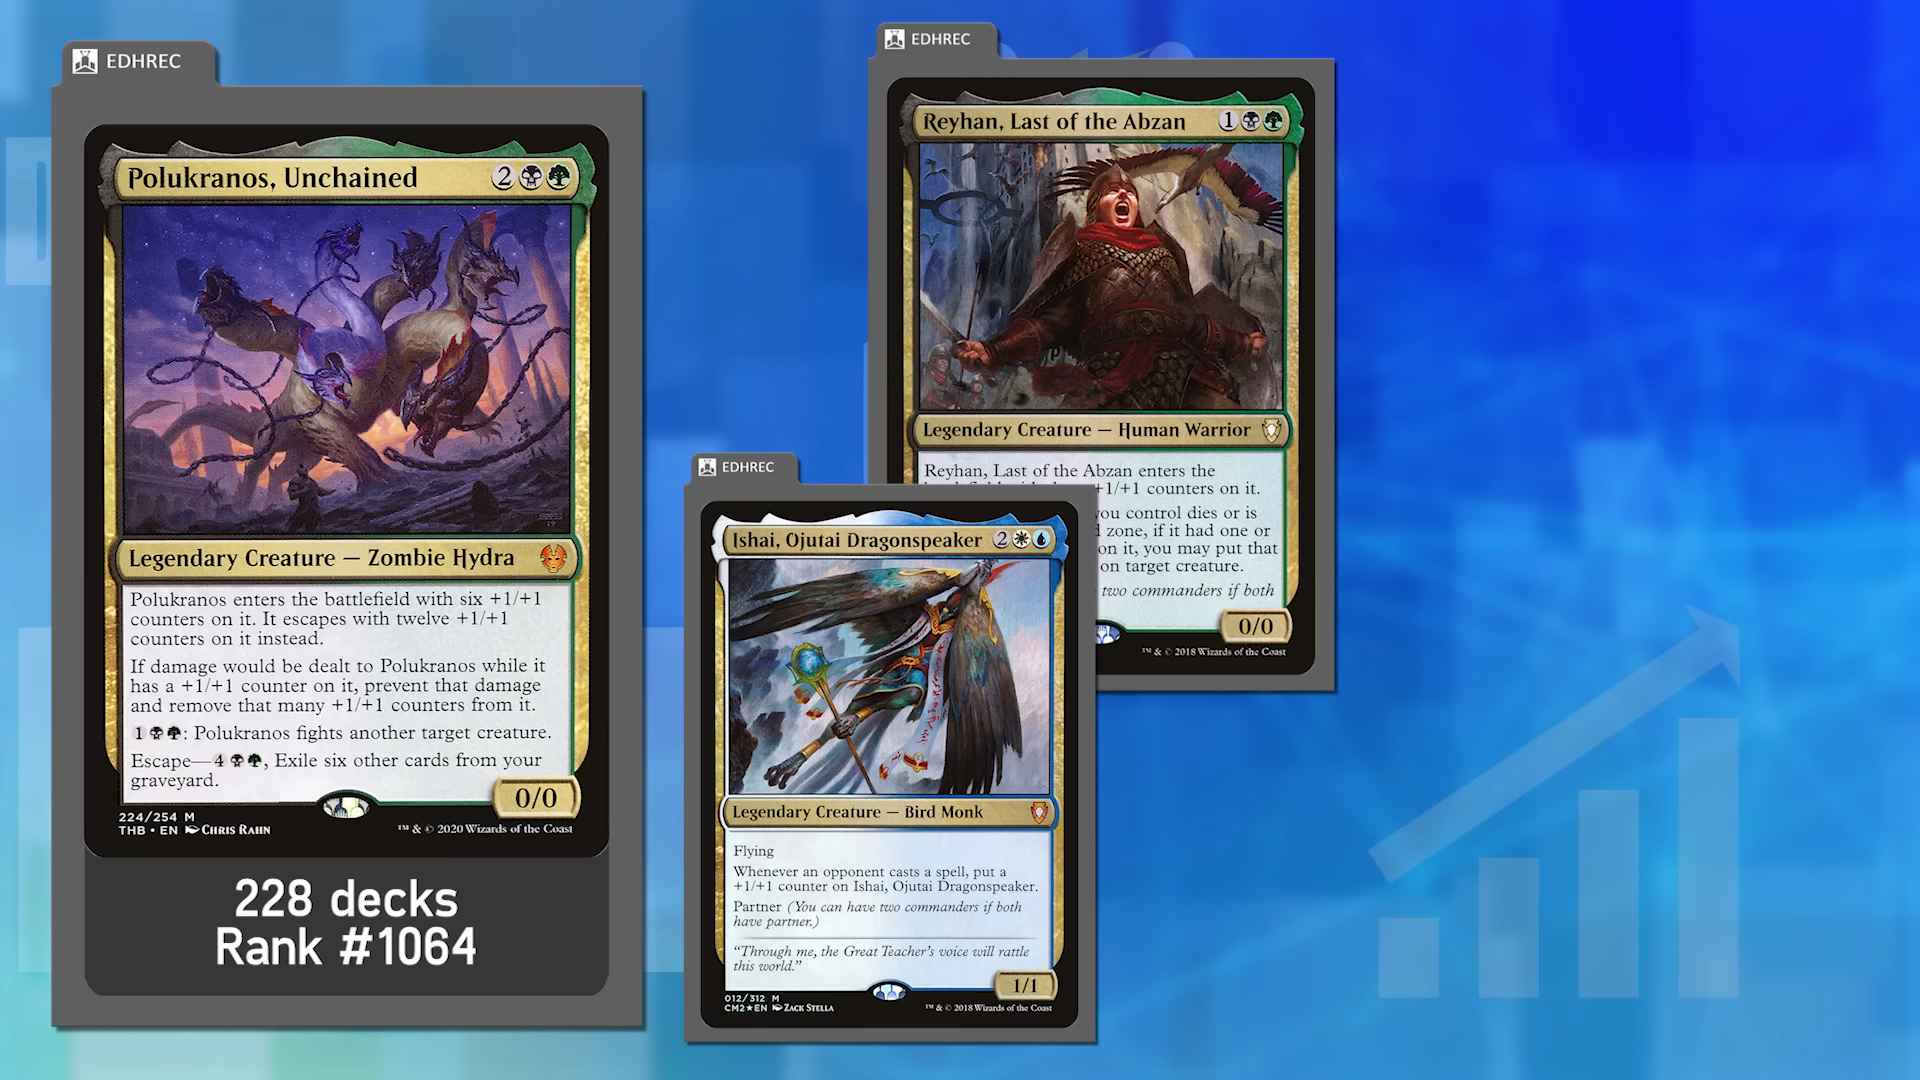 EDHREC
Polukranos, Unchained 2
Legendary Creature — Zombie Hydra
Polukranos enters the battlefield with six +1/+1
counters on it. It escapes with twelve +1/+1
counters on it instead.
If damage would be dealt to Polukranos while it
has a +1/+1 counter on it, prevent that damage
and remove that many +1/+1 counters from it.
1 : Polukranos fights another target creature.
Escape—4 , Exile six other cards from your
graveyard.
0/0
224/254 M
THB • EN CHRIS RAHN
™ & © 2020 Wizards of the Coast
228 decks
Rank #1064
EDHREC
Ishai, Ojutai Dragonspeaker 2
Legendary Creature — Bird Monk
Flying
Whenever an opponent casts a spell, put a
+1/+1 counter on Ishai, Ojutai Dragonspeaker.
Partner (You can have two commanders if both
have partner.)
“Through me, the Great Teacher’s voice will rattle
this world.”
1/1
012/312 M
CM2★EN ZACK STELLA
™ & © 2018 Wizards of the Coast
EDHREC
Reyhan, Last of the Abzan 1
Legendary Creature — Human Warrior
Reyhan, Last of the Abzan enters the
+1/+1 counters on it.
you control dies or is
zone, if it had one or
on it, you may put that
on target creature.
two commanders if both
0/0
™ & © 2018 Wizards of the Coast